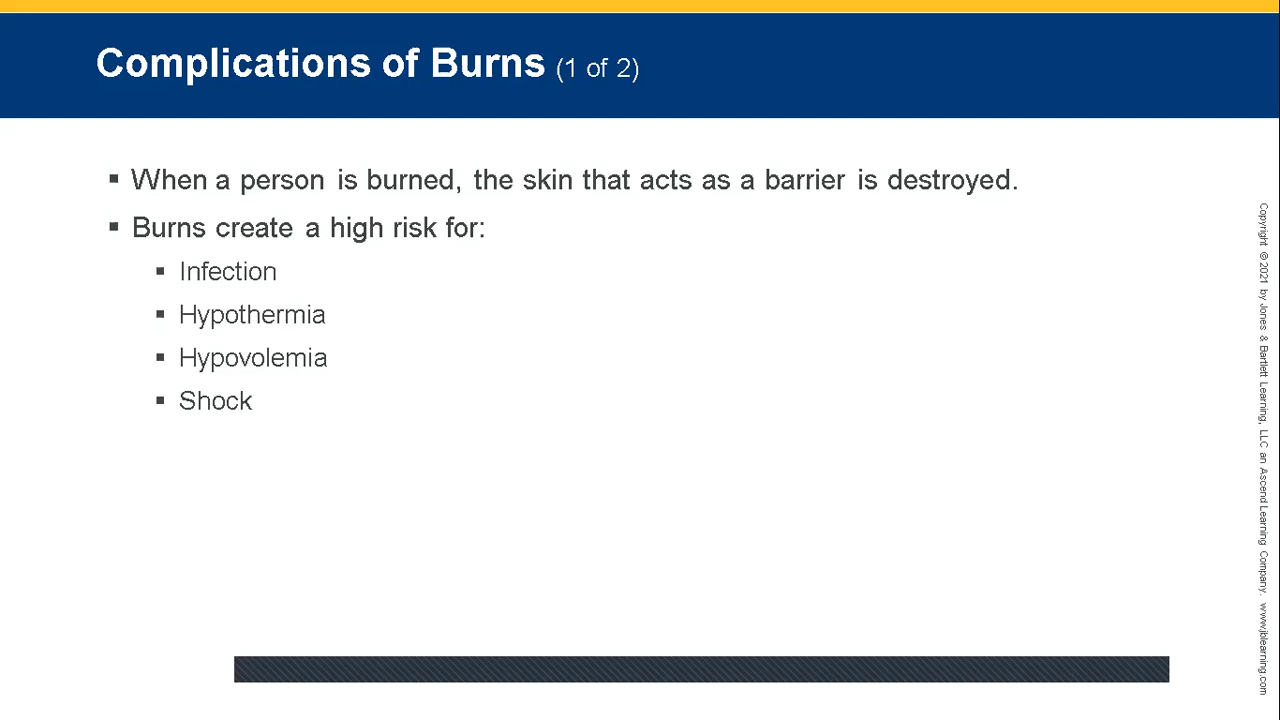 Complications of Burns (1 of 2)
When a person is burned, the skin that acts as a barrier is destroyed.
Burns create a high risk for:
Infection
Hypothermia
Hypovolemia
Shock
Copyright © 2021 by Jones & Bartlett Learning, LLC an Ascend Learning Company. www.jblearning.com